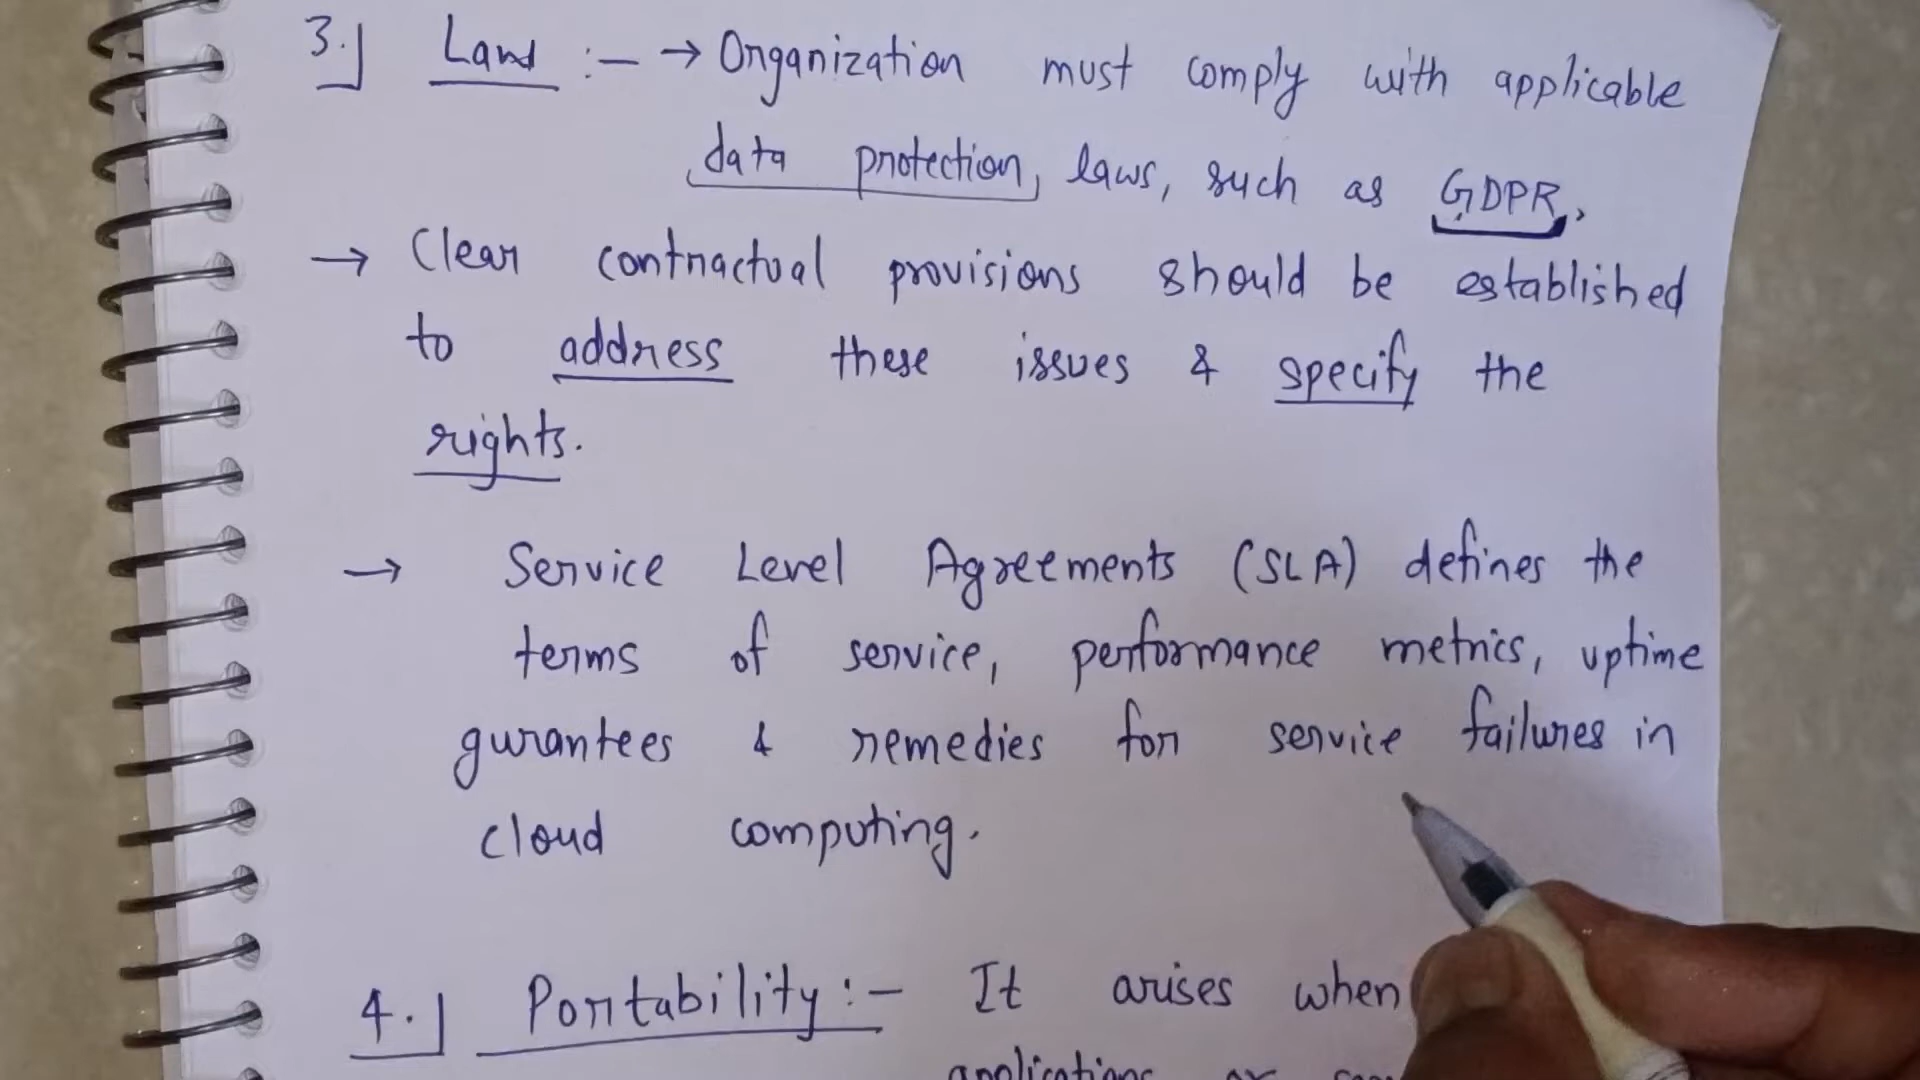 3.] Law :- → Organization must comply with applicable
data protection, laws, such as GDPR,
→ Clear contractual provisions should be established
to address these issues & specify the
rights.
→ Service Level Agreements (SLA) defines the
terms of service, performance metrics, uptime
gurantees & remedies for service failures in
cloud computing.
4.] Portability :- It arises when
applications or